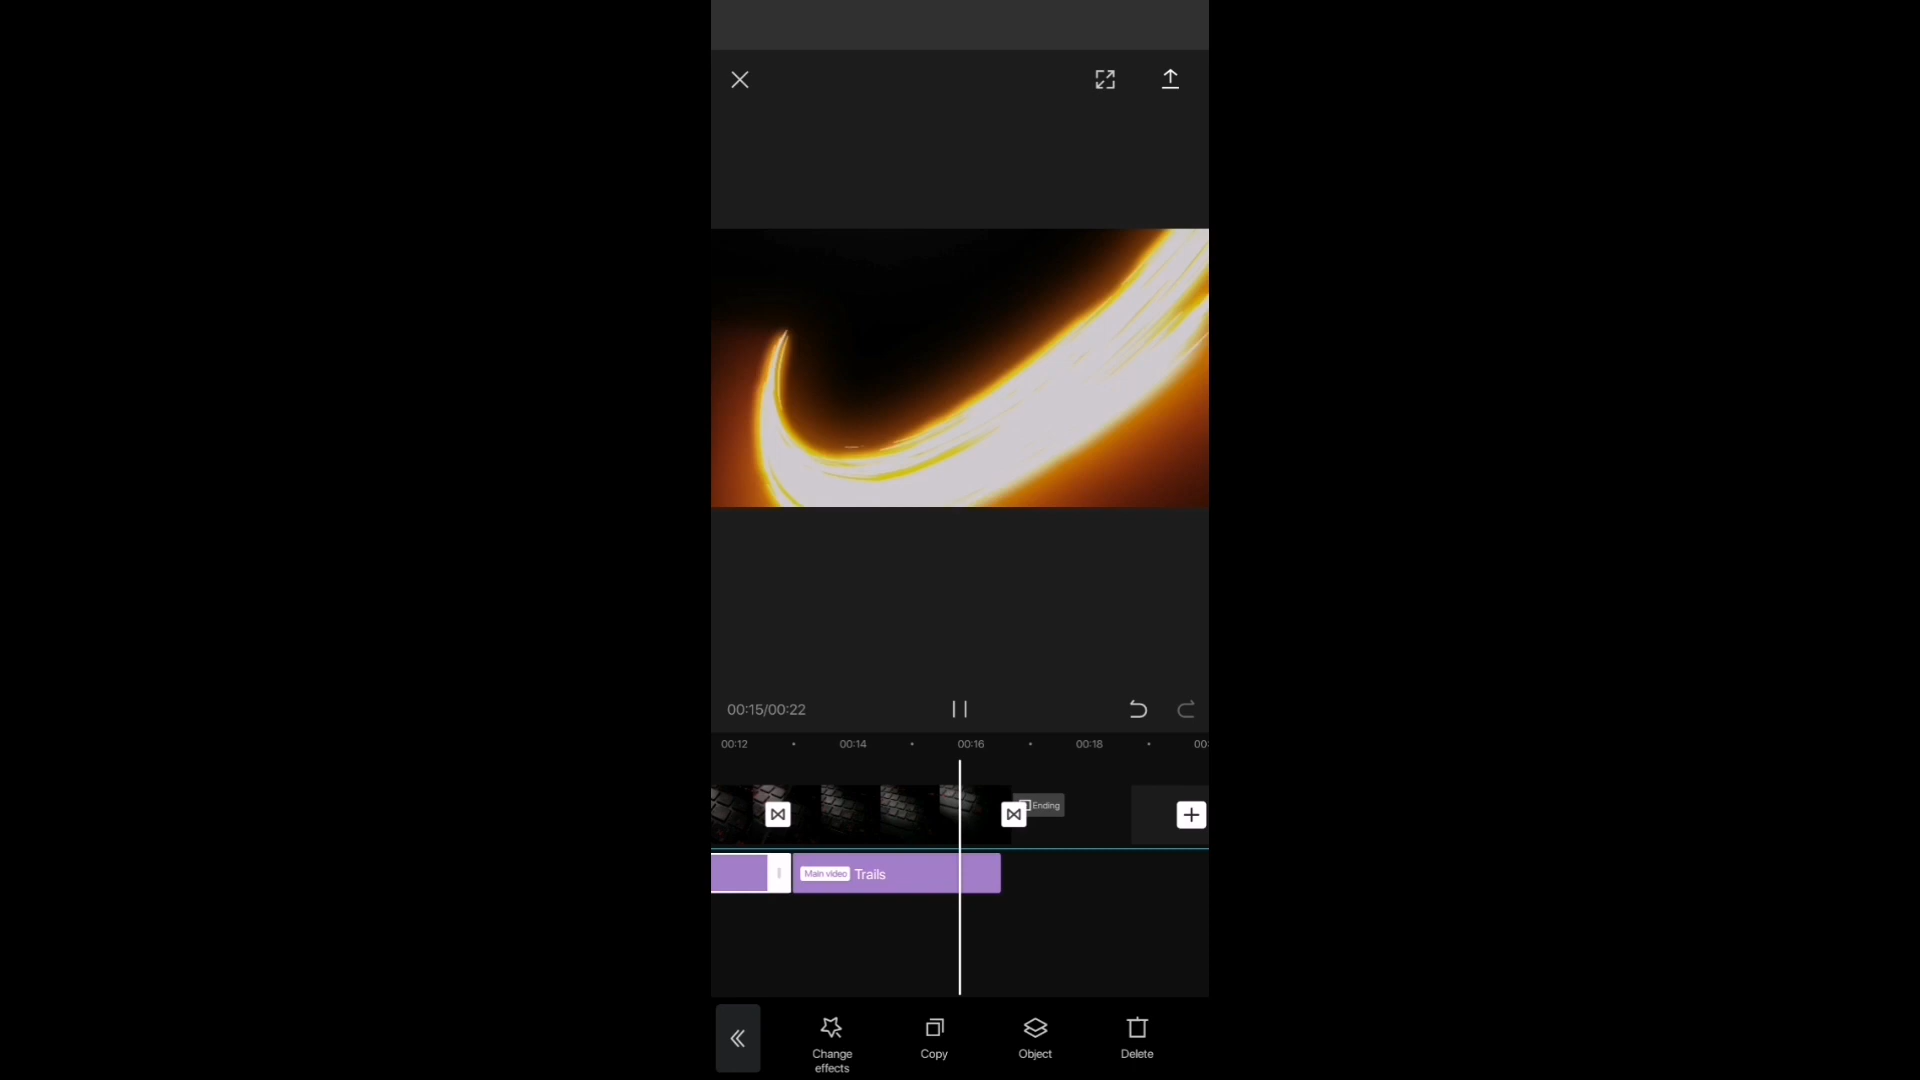 00:15/00:22
00:12
00:14
00:16
00:18
00:
Ending
Main video Trails
Change effects
Copy
Object
Delete